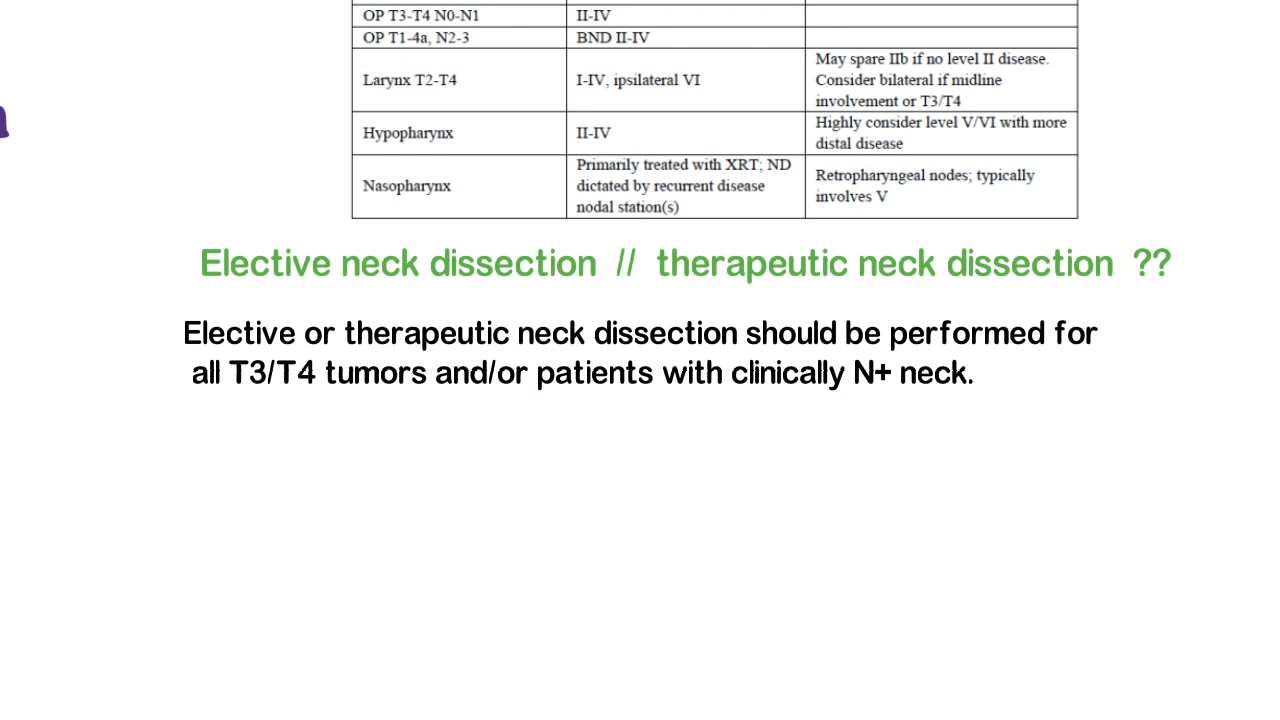 OP T3-T4 N0-N1 II-IV
OP T1-4a, N2-3 BND II-IV
Larynx T2-T4 I-IV, ipsilateral VI May spare IIb if no level II disease.
Consider bilateral if midline
involvement or T3/T4
Hypopharynx II-IV Highly consider level V/VI with more
distal disease
Nasopharynx Primarily treated with XRT; ND
dictated by recurrent disease
nodal station(s) Retropharyngeal nodes; typically
involves V
Elective neck dissection // therapeutic neck dissection ??
Elective or therapeutic neck dissection should be performed for
all T3/T4 tumors and/or patients with clinically N+ neck.